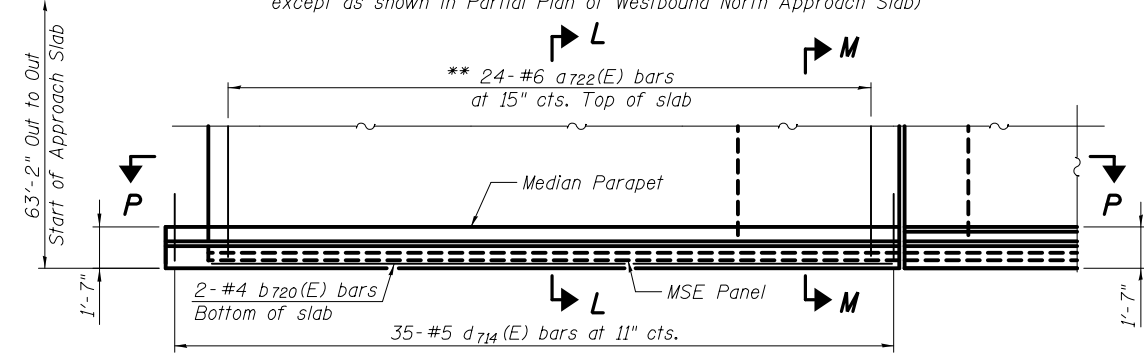 except as shown in Partial Plan of Westbound North Approach Slab)
L
M
** 24-#6 a722(E) bars
at 15" cts. Top of slab
63'-2" Out to Out
Start of Approach Slab
P
Median Parapet
P
1'-7"
2-#4 b720(E) bars
Bottom of slab
L
MSE Panel
M
1'-7"
35-#5 d714(E) bars at 11" cts.